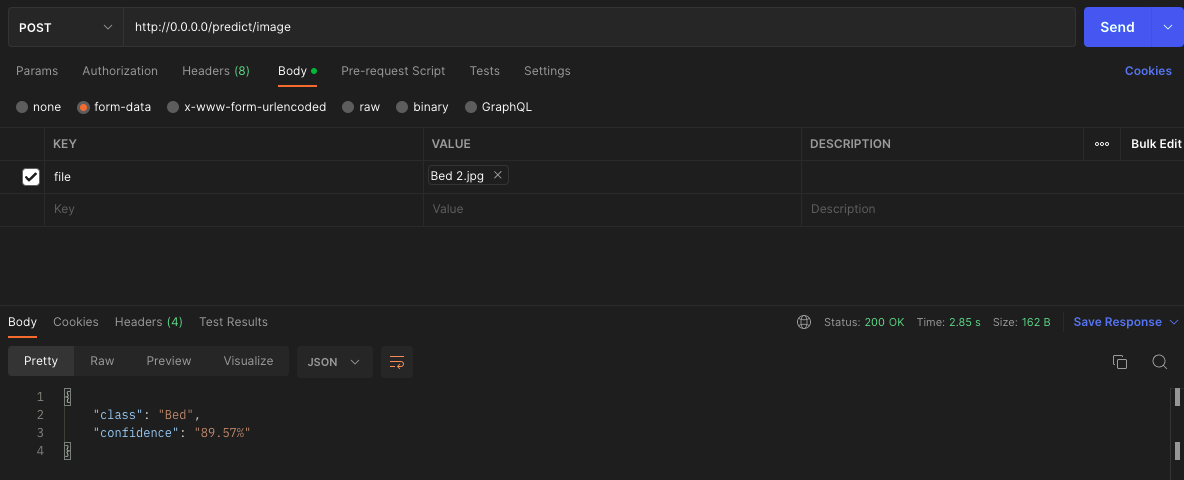 POST http://0.0.0.0/predict/image Send
Params Authorization Headers (8) Body Pre-request Script Tests Settings Cookies
none form-data x-www-form-urlencoded raw binary GraphQL
KEY VALUE DESCRIPTION Bulk Edit
file Bed 2.jpg
Key Value Description
Body Cookies Headers (4) Test Results Status: 200 OK Time: 2.85 s Size: 162 B Save Response
Pretty Raw Preview Visualize JSON
1 {
2 "class": "Bed",
3 "confidence": "89.57%"
4 }